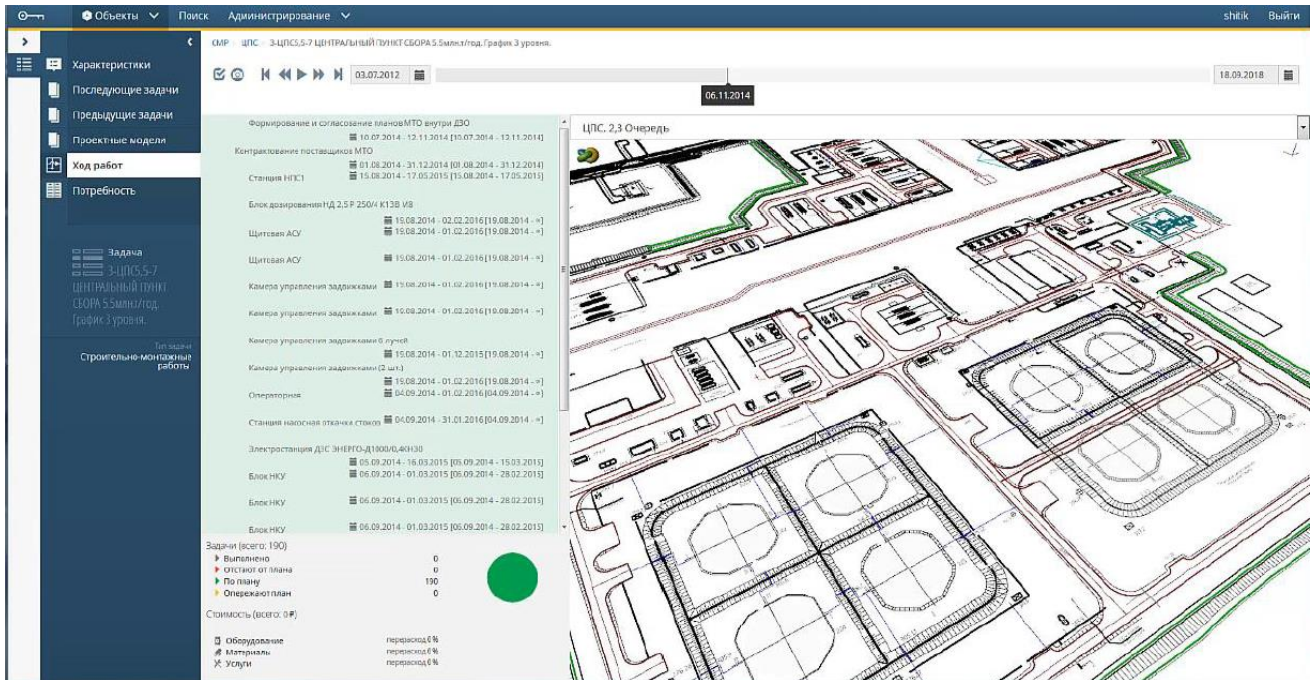 Объекты Поиск Администрирование shitik Выйти
СМР ЦПС 3-ЦПС5,5-7 ЦЕНТРАЛЬНЫЙ ПУНКТ СБОРА 5.5млн.т/год. График 3 уровня.
03.07.2012 18.09.2018
06.11.2014
Характеристики
Последующие задачи
Предыдущие задачи
Проектные модели
Ход работ
Потребность
Задача
3-ЦПС5,5-7
ЦЕНТРАЛЬНЫЙ ПУНКТ
СБОРА 5.5млн.т/год.
График 3 уровня.
Тип задачи
Строительно-монтажные
работы
Формирование и согласование планов МТО внутри ДЗО
10.07.2014 - 12.11.2014 [10.07.2014 - 12.11.2014]
Контрактование поставщиков МТО
01.08.2014 - 31.12.2014 [01.08.2014 - 31.12.2014]
Станция НПС1 15.08.2014 - 17.05.2015 [15.08.2014 - 17.05.2015]
Блок дозирования НД 2,5 Р 250/4 К13В И8
19.08.2014 - 02.02.2016 [19.08.2014 - ∞]
Щитовая АСУ 19.08.2014 - 01.02.2016 [19.08.2014 - ∞]
Щитовая АСУ 19.08.2014 - 01.02.2016 [19.08.2014 - ∞]
Камера управления задвижками 19.08.2014 - 01.02.2016 [19.08.2014 - ∞]
Камера управления задвижками 19.08.2014 - 01.02.2016 [19.08.2014 - ∞]
Камера управления задвижками 6 лучей
19.08.2014 - 01.12.2015 [19.08.2014 - ∞]
Камера управления задвижками (2 шт.)
19.08.2014 - 01.02.2016 [19.08.2014 - ∞]
Операторная 04.09.2014 - 01.02.2016 [04.09.2014 - ∞]
Станция насосная откачки стоков 04.09.2014 - 31.01.2016 [04.09.2014 - ∞]
Электростанция ДЭС ЭНЕРГО-Д1000/0,4КН30
05.09.2014 - 16.03.2015 [05.09.2014 - 15.03.2015]
Блок НКУ 06.09.2014 - 01.03.2015 [06.09.2014 - 28.02.2015]
Блок НКУ 06.09.2014 - 01.03.2015 [06.09.2014 - 28.02.2015]
Блок НКУ 06.09.2014 - 01.03.2015 [06.09.2014 - 28.02.2015]
Задачи (всего: 190)
Выполнено 0
Отстают от плана 0
По плану 190
Опережают план 0
Стоимость (всего: 0 ₽)
Оборудование перерасход 0 %
Материалы перерасход 0 %
Услуги перерасход 0 %
ЦПС, 2,3 Очередь